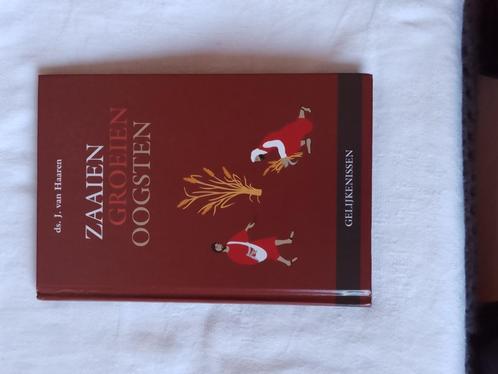 ds. J. van Haaren
ZAAIEN
GROEIEN
OOGSTEN
GELIJKENISSEN